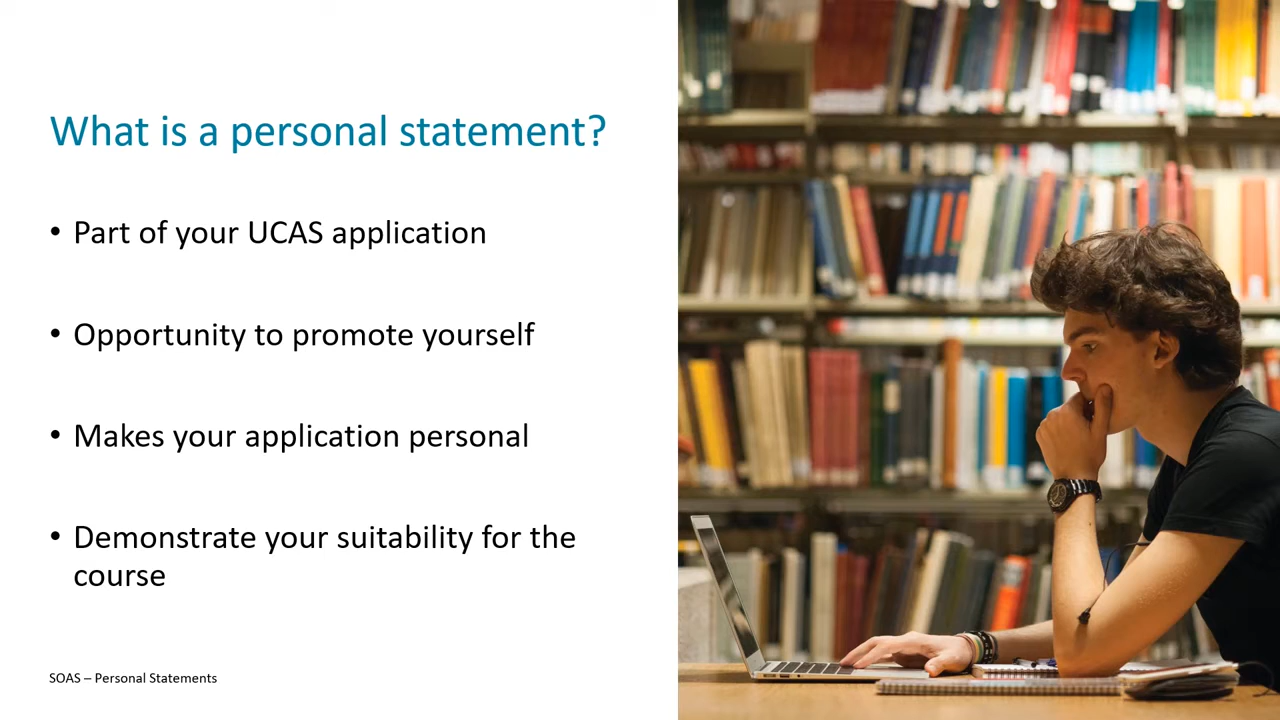 What is a personal statement?
• Part of your UCAS application
• Opportunity to promote yourself
• Makes your application personal
• Demonstrate your suitability for the
course
SOAS – Personal Statements